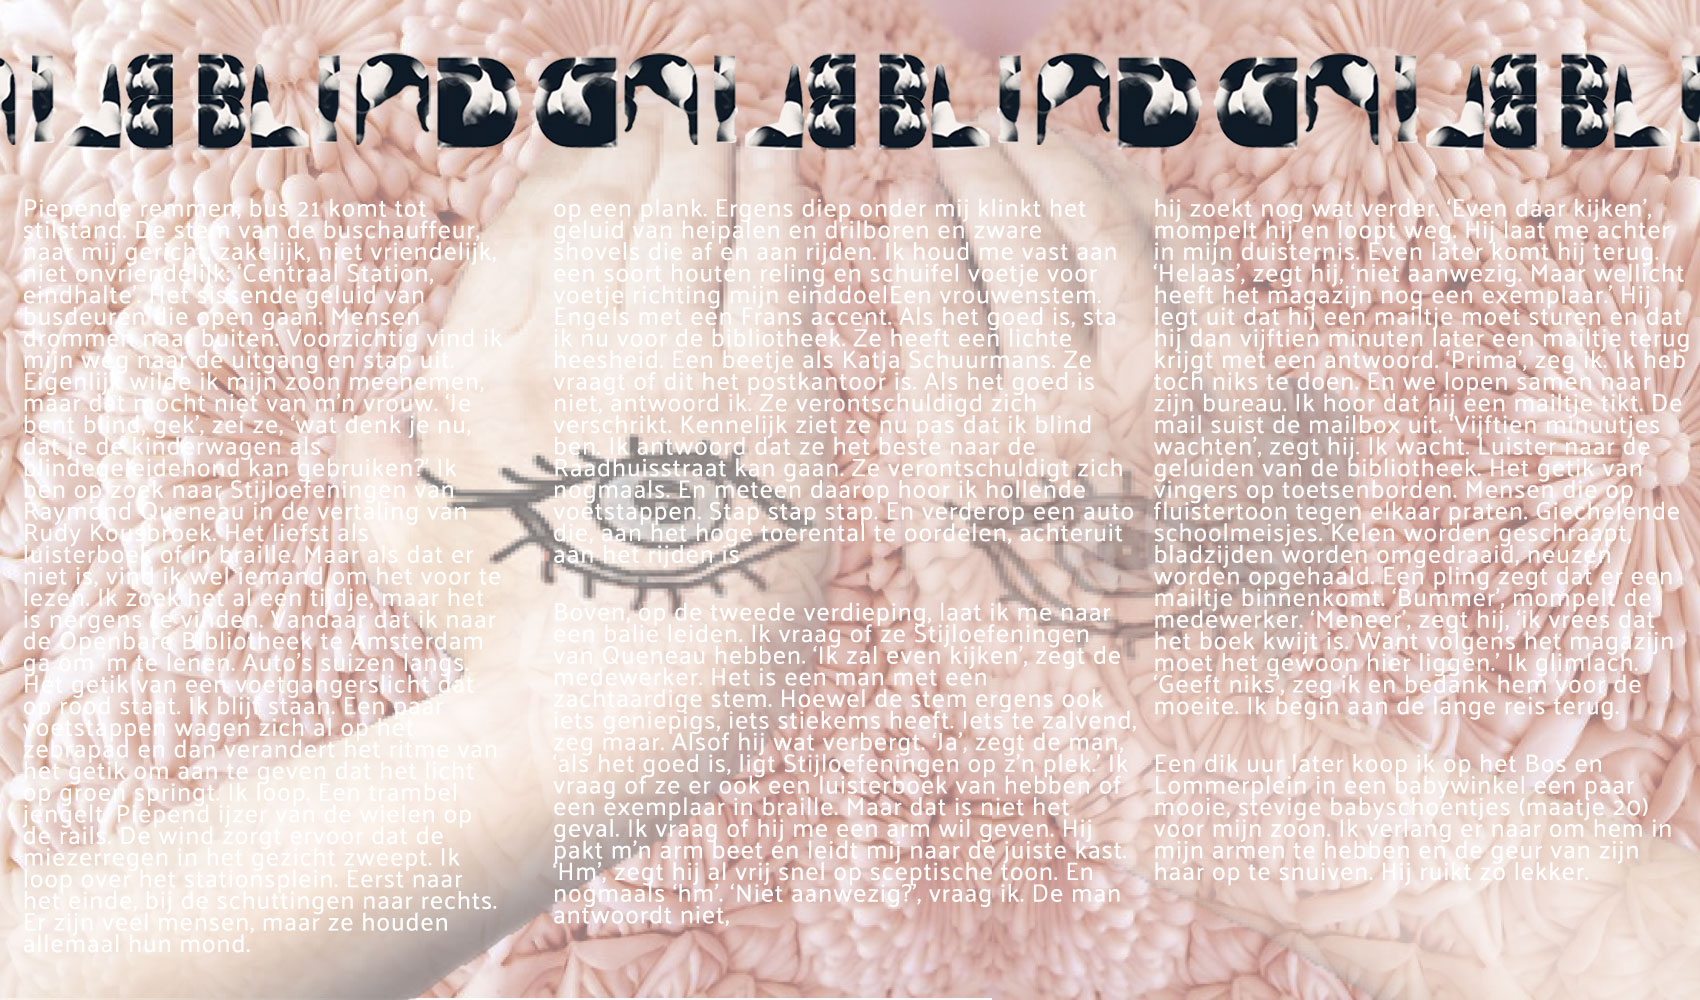 BLIND
BLIND
Piepende remmen, bus 21 komt tot
stilstand. De stem van de buschauffeur,
naar mij gericht, zakelijk, niet vriendelijk,
niet onvriendelijk: ‘Centraal Station,
eindhalte’. Het sissende geluid van
busdeuren die open gaan. Mensen
drommen naar buiten. Voorzichtig vind ik
mijn weg naar de uitgang en stap uit.
Eigenlijk wilde ik mijn zoon meenemen,
maar dat mocht niet van m’n vrouw. ‘Je
bent blind, gek’, zei ze, ‘wat denk je nu,
dat je de kinderwagen als
blindegeleidehond kan gebruiken?’ Ik
ben op zoek naar Stijloefeningen van
Raymond Queneau in de vertaling van
Rudy Kousbroek. Het liefst als
luisterboek of in braille. Maar als dat er
niet is, vind ik wel iemand om het voor te
lezen. Ik zoek het al een tijdje, maar het
is nergens te vinden. Vandaar dat ik naar
de Openbare Bibliotheek te Amsterdam
ga om ‘m te lenen. Auto’s suizen langs.
Het getik van een voetgangerslicht dat
op rood staat. Ik blijf staan. Een paar
voetstappen wagen zich al op het
zebrapad en dan verandert het ritme van
het getik om aan te geven dat het licht
op groen springt. Ik loop. Een trambel
jengelt. Piepend ijzer van de wielen op
de rails. De wind zorgt ervoor dat de
miezerregen in het gezicht zweept. Ik
loop over het stationsplein. Eerst naar
het einde, bij de schuttingen naar rechts.
Er zijn veel mensen, maar ze houden
allemaal hun mond.
op een plank. Ergens diep onder mij klinkt het
geluid van heipalen en drilboren en zware
shovels die af en aan rijden. Ik houd me vast aan
een soort houten reling en schuifel voetje voor
voetje richting mijn einddoelEen vrouwenstem.
Engels met een Frans accent. Als het goed is, sta
ik nu voor de bibliotheek. Ze heeft een lichte
heesheid. Een beetje als Katja Schuurmans. Ze
vraagt of dit het postkantoor is. Als het goed is
niet, antwoord ik. Ze verontschuldigd zich
verschrikt. Kennelijk ziet ze nu pas dat ik blind
ben. Ik antwoord dat ze het beste naar de
Raadhuisstraat kan gaan. Ze verontschuldigt zich
nogmaals. En meteen daarop hoor ik hollende
voetstappen. Stap stap stap. En verderop een auto
die, aan het hoge toerental te oordelen, achteruit
aan het rijden is
Boven, op de tweede verdieping, laat ik me naar
een balie leiden. Ik vraag of ze Stijloefeningen
van Queneau hebben. ‘Ik zal even kijken’, zegt de
medewerker. Het is een man met een
zachtaardige stem. Hoewel de stem ergens ook
iets geniepigs, iets stiekems heeft. Iets te zalvend,
zeg maar. Alsof hij wat verbergt. ‘Ja’, zegt de man,
‘als het goed is, ligt Stijloefeningen op z’n plek.’ Ik
vraag of ze er ook een luisterboek van hebben of
een exemplaar in braille. Maar dat is niet het
geval. Ik vraag of hij me een arm wil geven. Hij
pakt m’n arm beet en leidt mij naar de juiste kast.
‘Hm’, zegt hij al vrij snel op sceptische toon. En
nogmaals ‘hm’. ‘Niet aanwezig?’, vraag ik. De man
antwoordt niet,
hij zoekt nog wat verder. ‘Even daar kijken’,
mompelt hij en loopt weg. Hij laat me achter
in mijn duisternis. Even later komt hij terug.
‘Helaas’, zegt hij, ‘niet aanwezig. Maar wellicht
heeft het magazijn nog een exemplaar.’ Hij
legt uit dat hij een mailtje moet sturen en dat
hij dan vijftien minuten later een mailtje terug
krijgt met een antwoord. ‘Prima’, zeg ik. Ik heb
toch niks te doen. En we lopen samen naar
zijn bureau. Ik hoor dat hij een mailtje tikt. De
mail suist de mailbox uit. ‘Vijftien minuutjes
wachten’, zegt hij. Ik wacht. Luister naar de
geluiden van de bibliotheek. Het getik van
vingers op toetsenborden. Mensen die op
fluistertoon tegen elkaar praten. Giechelende
schoolmeisjes. Kelen worden geschraapt,
bladzijden worden omgedraaid, neuzen
worden opgehaald. Een pling zegt dat er een
mailtje binnenkomt. ‘Bummer’, mompelt de
medewerker. ‘Meneer’, zegt hij, ‘ik vrees dat
het boek kwijt is. Want volgens het magazijn
moet het gewoon hier liggen.’ Ik glimlach.
‘Geeft niks’, zeg ik en bedank hem voor de
moeite. Ik begin aan de lange reis terug.
Een dik uur later koop ik op het Bos en
Lommerplein in een babywinkel een paar
mooie, stevige babyschoentjes (maatje 20)
voor mijn zoon. Ik verlang er naar om hem in
mijn armen te hebben en de geur van zijn
haar op te snuiven. Hij ruikt zo lekker.